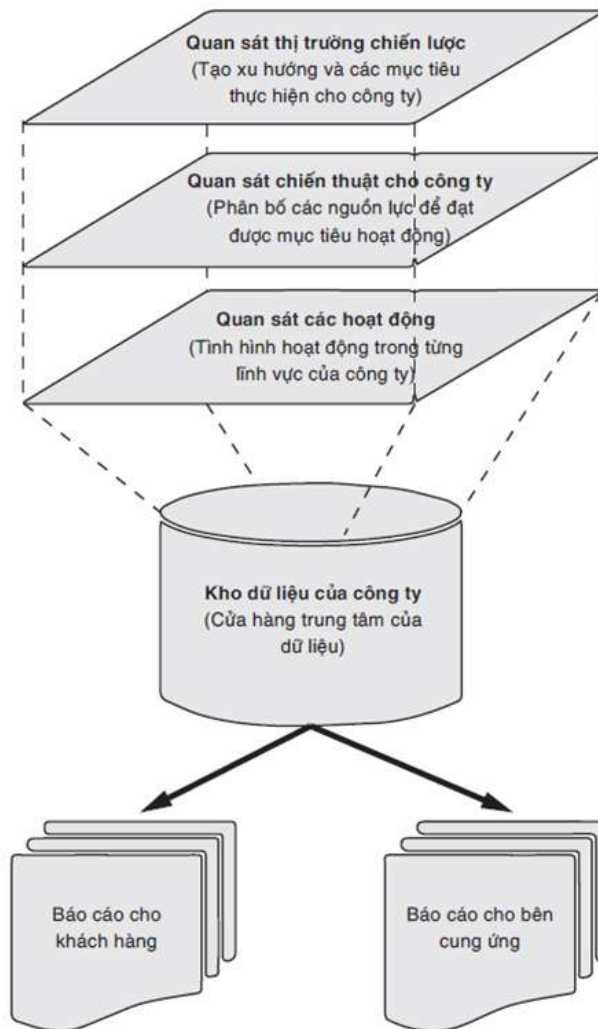 Quan sát thị trường chiến lược
(Tạo xu hướng và các mục tiêu
thực hiện cho công ty)
Quan sát chiến thuật cho công ty
(Phân bố các nguồn lực để đạt
được mục tiêu hoạt động)
Quan sát các hoạt động
(Tình hình hoạt động trong từng
lĩnh vực của công ty)
Kho dữ liệu của công ty
(Cửa hàng trung tâm của
dữ liệu)
Báo cáo cho
khách hàng
Báo cáo cho bên
cung ứng